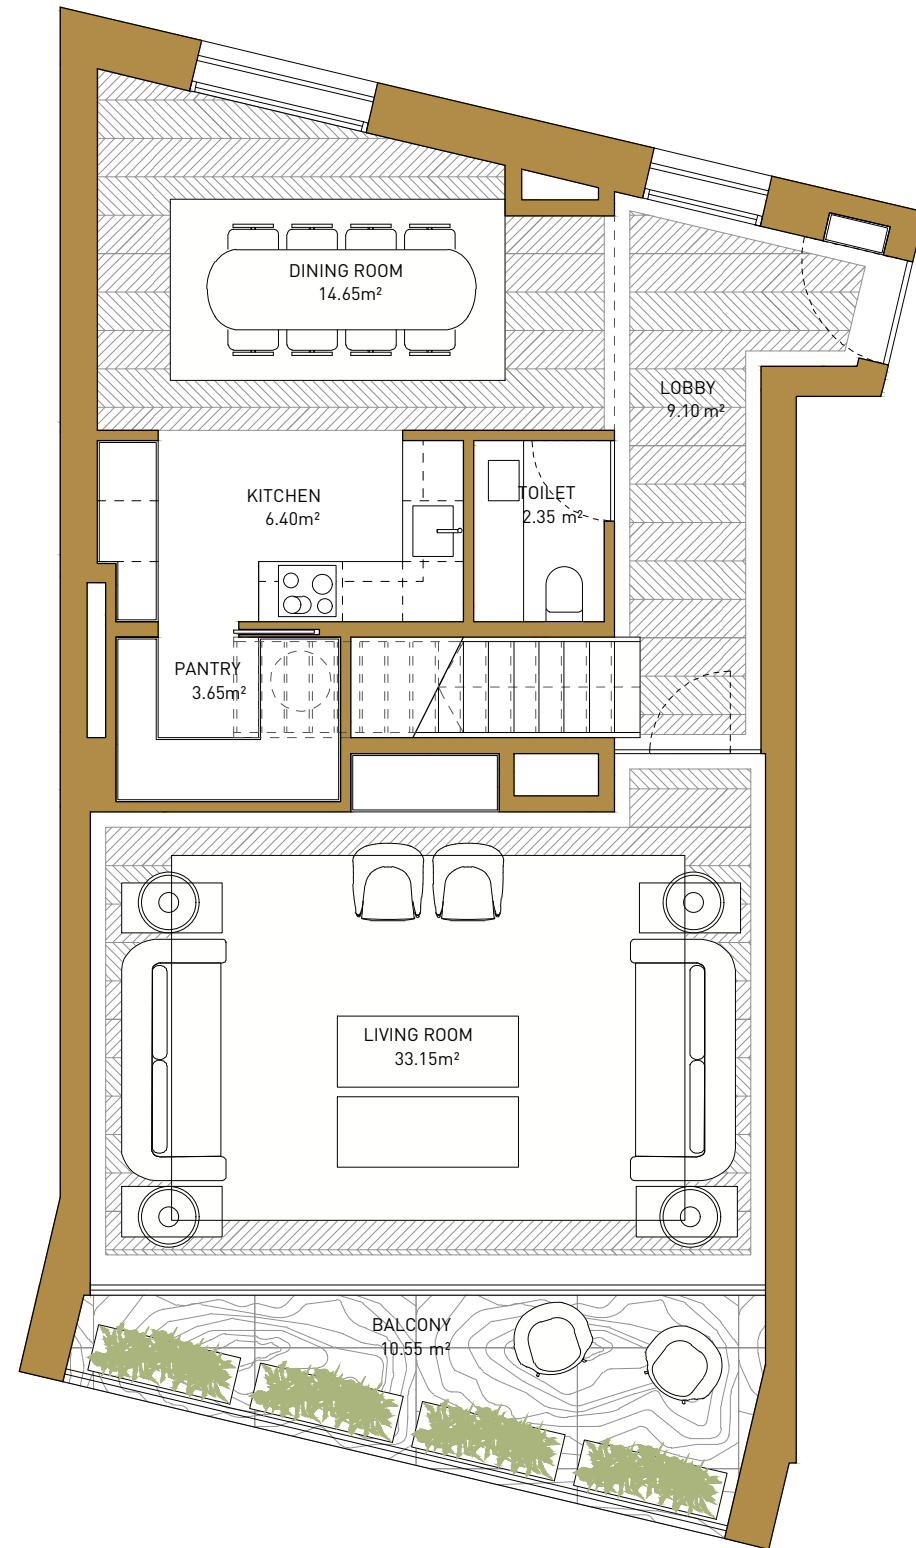 DINING ROOM
14.65m²
LOBBY
9.10 m²
KITCHEN
6.40m²
TOILET
2.35 m²
PANTRY
3.65m²
LIVING ROOM
33.15m²
BALCONY
10.55 m²